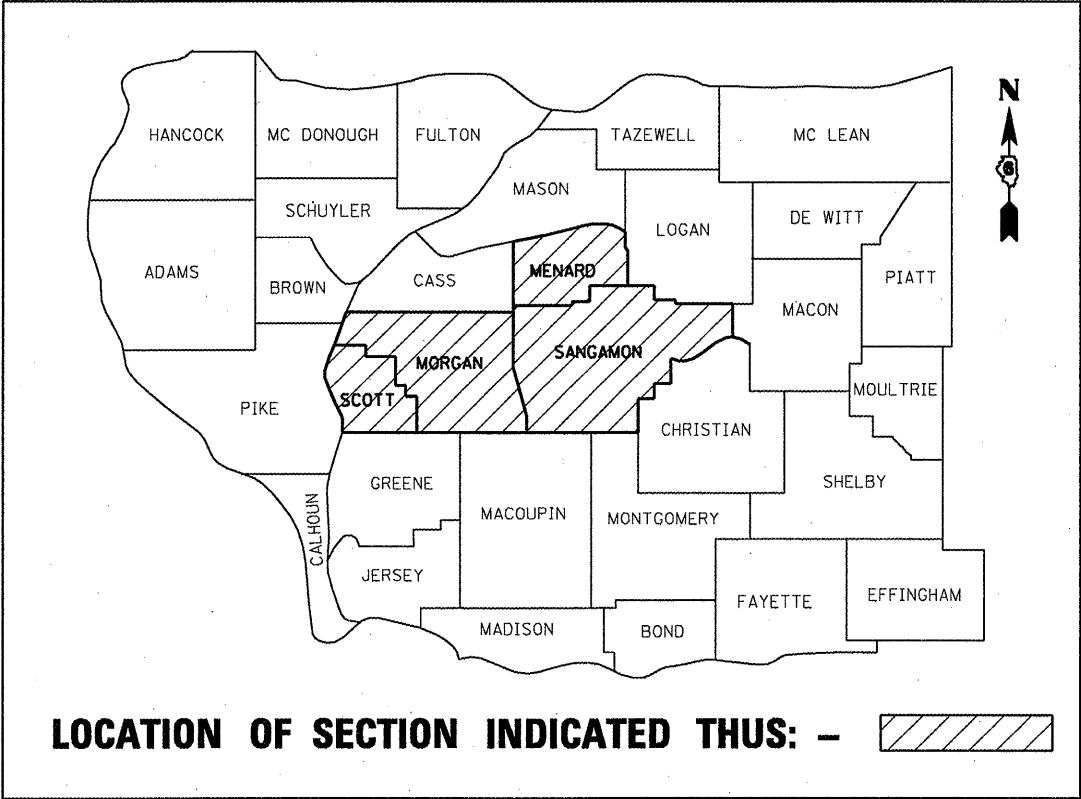 HANCOCK
MC DONOUGH
FULTON
TAZEWELL
MC LEAN
N
6
MASON
SCHUYLER
LOGAN
DE WITT
ADAMS
BROWN
CASS
MENARD
PIATT
MACON
MORGAN
SANGAMON
SCOTT
MOULTRIE
PIKE
CHRISTIAN
GREENE
SHELBY
MACOUPIN
MONTGOMERY
CALHOUN
JERSEY
FAYETTE
EFFINGHAM
MADISON
BOND
LOCATION OF SECTION INDICATED THUS: –